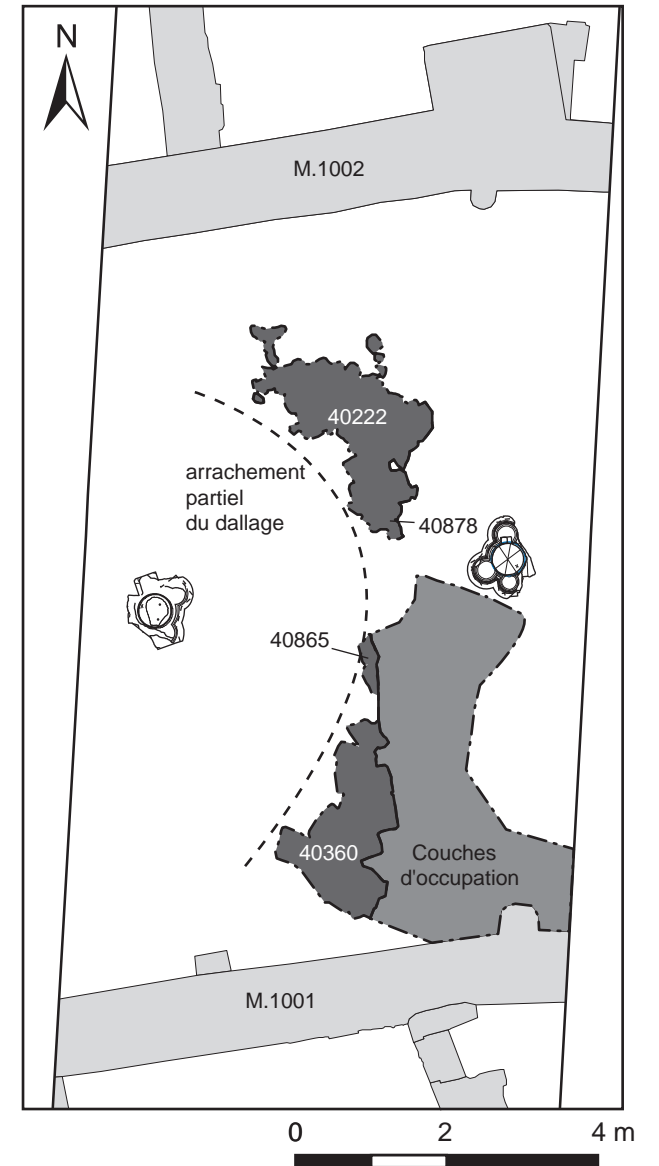 N
M.1002
40222
arrachement
partiel
du dallage
40878
40865
40360
Couches
d'occupation
M.1001
0 2 4 m